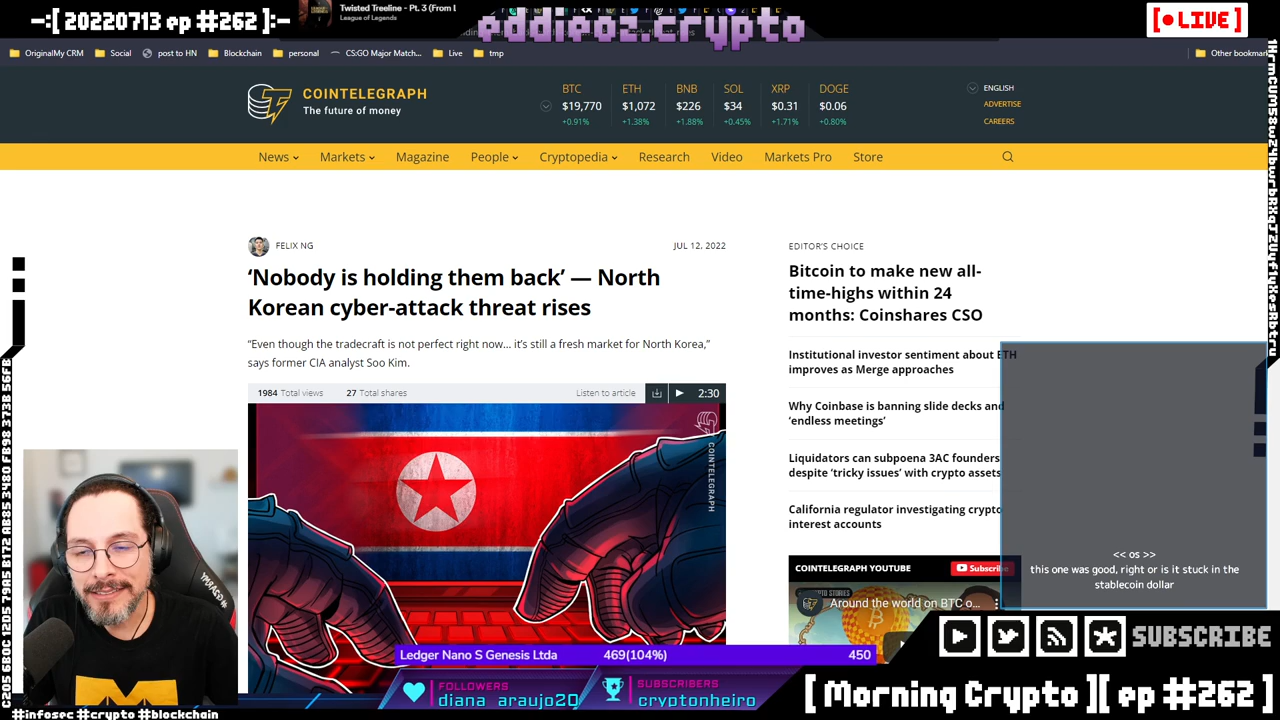 —:[ 20220713 ep #262 ]:—
Twisted Treeline - Pt. 3 (From L
League of Legends
eddieoz.crypto
[ • LIVE ]
OriginalMy CRM
Social
post to HN
Blockchain
personal
CS:GO Major Match...
Live
tmp
Other bookmar
COINTELEGRAPH
The future of money
BTC ETH BNB SOL XRP DOGE
$19,770 $1,072 $226 $34 $0.31 $0.06
+0.91% +1.38% +1.88% +0.45% +1.71% +0.80%
ENGLISH
ADVERTISE
CAREERS
News Markets Magazine People Cryptopedia Research Video Markets Pro Store
FELIX NG
JUL 12, 2022
‘Nobody is holding them back’ — North
Korean cyber-attack threat rises
“Even though the tradecraft is not perfect right now... it’s still a fresh market for North Korea,”
says former CIA analyst Soo Kim.
1984 Total views 27 Total shares
Listen to article 2:30
COINTELEGRAPH
EDITOR’S CHOICE
Bitcoin to make new all-
time-highs within 24
months: Coinshares CSO
Institutional investor sentiment about ETH
improves as Merge approaches
Why Coinbase is banning slide decks and
‘endless meetings’
Liquidators can subpoena 3AC founders
despite ‘tricky issues’ with crypto assets
California regulator investigating crypto
interest accounts
COINTELEGRAPH YOUTUBE
Subscribe
CRYPTO STORIES
Around the world on BTC o...
<< os >>
this one was good, right or is it stuck in the
stablecoin dollar
Ledger Nano S Genesis Ltda 469(104%) 450
FOLLOWERS
diana_araujo20
SUBSCRIBERS
cryptonheiro
SUBSCRIBE
[ Morning Crypto ][ ep #262 ]
#infosec #crypto #blockchain